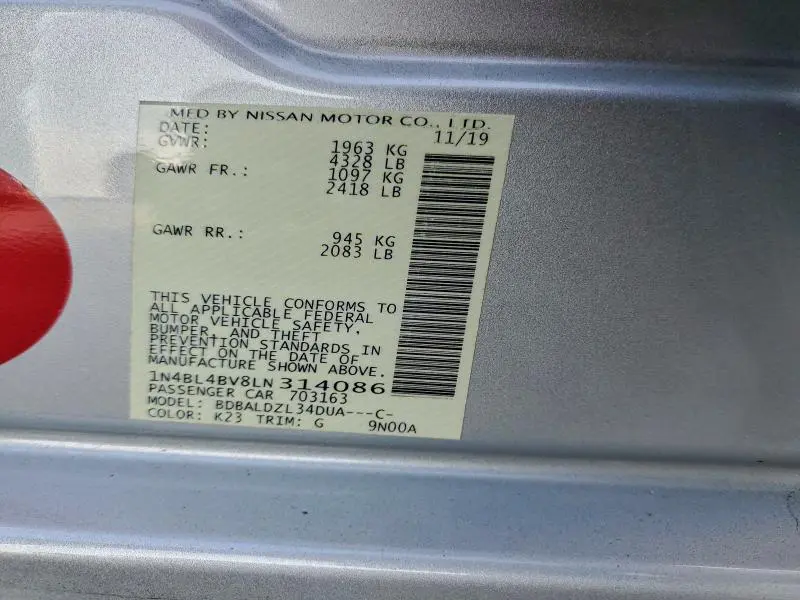 MFD BY NISSAN MOTOR CO., LTD.
DATE: 11/19
GVWR: 1963 KG
4328 LB
GAWR FR.: 1097 KG
2418 LB
GAWR RR.: 945 KG
2083 LB
THIS VEHICLE CONFORMS TO
ALL APPLICABLE FEDERAL
MOTOR VEHICLE SAFETY,
BUMPER, AND THEFT
PREVENTION STANDARDS IN
EFFECT ON THE DATE OF
MANUFACTURE SHOWN ABOVE.
1N4BL4BV8LN314086
PASSENGER CAR 703163
MODEL: BDBALDZL34DUA---C-
COLOR: K23 TRIM: G 9N00A